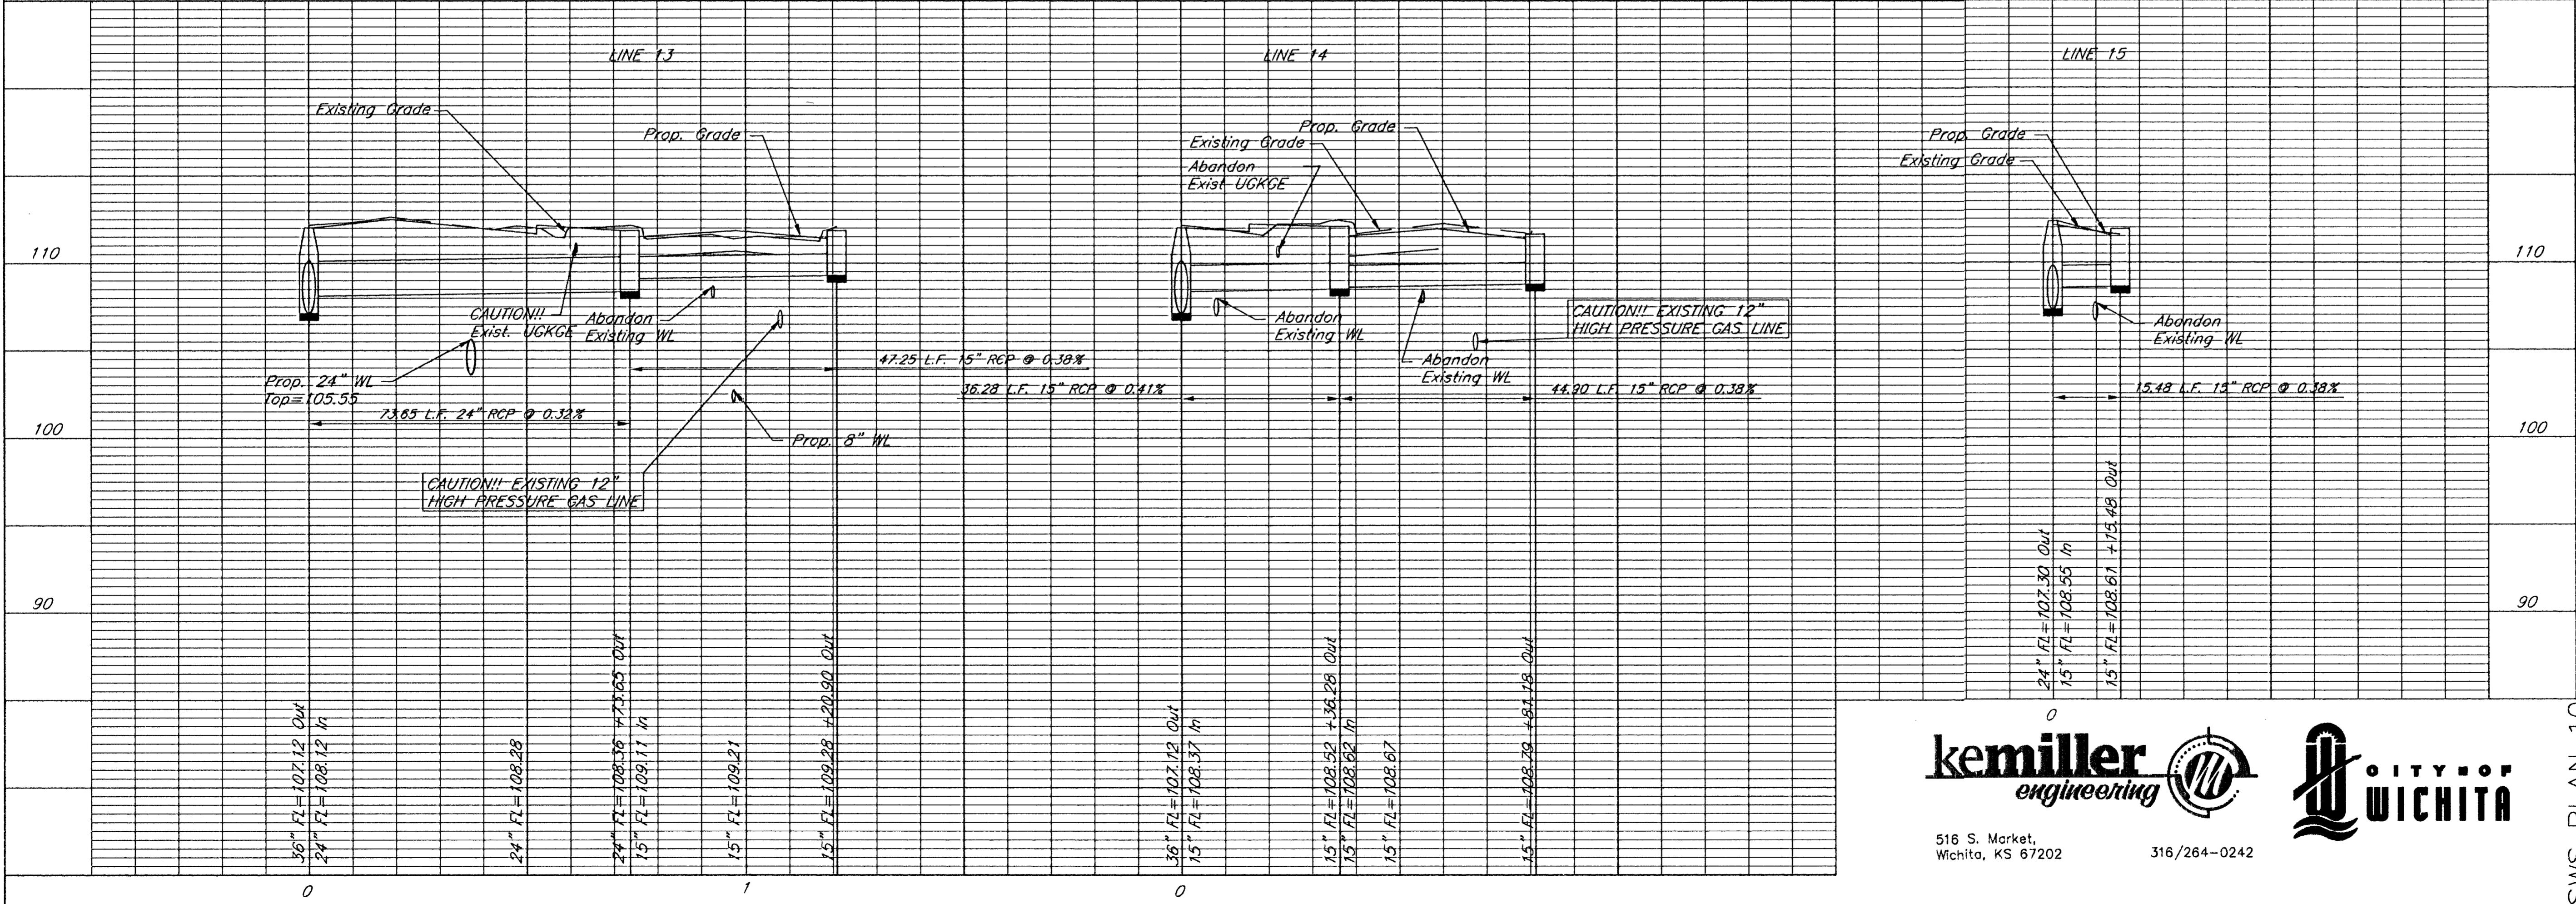 LINE 13
LINE 14
LINE 15
Existing Grade
Prop. Grade
Prop. Grade
Existing Grade
Abandon
Exist. UGKGE
Prop. Grade
Existing Grade
110
110
CAUTION!!
Exist. UGKGE
Abandon
Existing WL
Abandon
Existing WL
CAUTION!! EXISTING 12"
HIGH PRESSURE GAS LINE
Abandon
Existing WL
Abandon
Existing WL
Prop. 24" WL
Top=105.55
47.25 L.F. 15" RCP @ 0.38%
36.28 L.F. 15" RCP @ 0.41%
44.90 L.F. 15" RCP @ 0.38%
15.48 L.F. 15" RCP @ 0.38%
73.65 L.F. 24" RCP @ 0.32%
Prop. 8" WL
100
100
CAUTION!! EXISTING 12"
HIGH PRESSURE GAS LINE
90
90
36" FL=107.12 Out
24" FL=108.12 In
24" FL=108.28
24" FL=108.36 +73.65 Out
15" FL=109.11 In
15" FL=109.21
15" FL=109.28 +20.90 Out
36" FL=107.12 Out
15" FL=108.37 In
15" FL=108.52 +36.28 Out
15" FL=108.62 In
15" FL=108.67
15" FL=108.79 +81.18 Out
24" FL=107.30 Out
15" FL=108.55 In
15" FL=108.61 +15.48 Out
0
1
0
0
kemiller
engineering
516 S. Market,
Wichita, KS 67202
316/264-0242
CITY OF
WICHITA